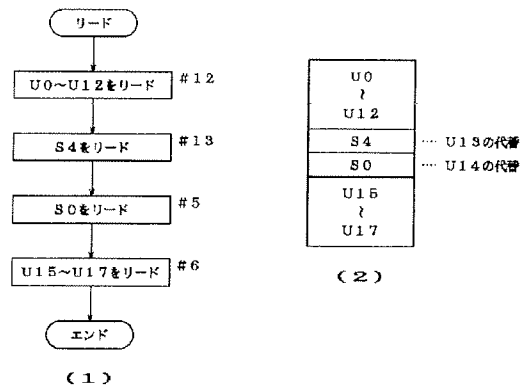 リード
U0～U12をリード #12
S4をリード #13
S0をリード #5
U15～U17をリード #6
エンド
(1)
U0
～
U12
S4 ････ U13の代替
S0 ････ U14の代替
U15
～
U17
(2)